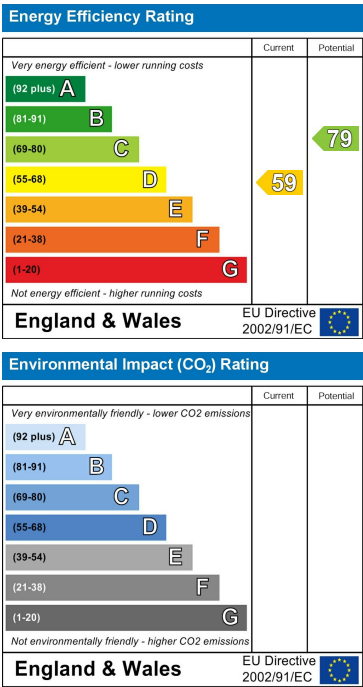 Energy Efficiency Rating
Current Potential
Very energy efficient - lower running costs
(92 plus) A
(81-91) B
(69-80) C
(55-68) D
(39-54) E
(21-38) F
(1-20) G
59
79
Not energy efficient - higher running costs
England & Wales
EU Directive
2002/91/EC
Environmental Impact (CO₂) Rating
Current Potential
Very environmentally friendly - lower CO2 emissions
(92 plus) A
(81-91) B
(69-80) C
(55-68) D
(39-54) E
(21-38) F
(1-20) G
Not environmentally friendly - higher CO2 emissions
England & Wales
EU Directive
2002/91/EC